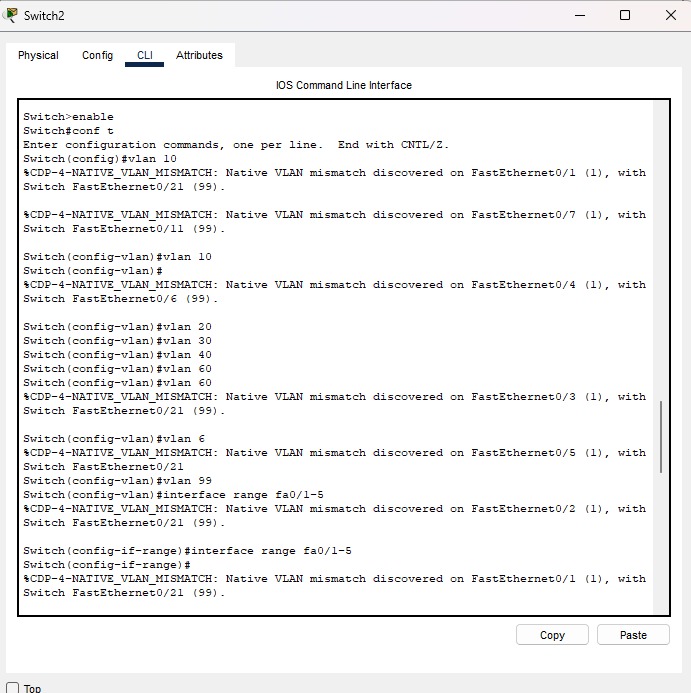 Switch2
Physical Config CLI Attributes
IOS Command Line Interface
Switch>enable
Switch#conf t
Enter configuration commands, one per line.  End with CNTL/Z.
Switch(config)#vlan 10
%CDP-4-NATIVE_VLAN_MISMATCH: Native VLAN mismatch discovered on FastEthernet0/1 (1), with
Switch FastEthernet0/21 (99).
%CDP-4-NATIVE_VLAN_MISMATCH: Native VLAN mismatch discovered on FastEthernet0/7 (1), with
Switch FastEthernet0/11 (99).
Switch(config-vlan)#vlan 10
Switch(config-vlan)#
%CDP-4-NATIVE_VLAN_MISMATCH: Native VLAN mismatch discovered on FastEthernet0/4 (1), with
Switch FastEthernet0/6 (99).
Switch(config-vlan)#vlan 20
Switch(config-vlan)#vlan 30
Switch(config-vlan)#vlan 40
Switch(config-vlan)#vlan 60
Switch(config-vlan)#vlan 60
%CDP-4-NATIVE_VLAN_MISMATCH: Native VLAN mismatch discovered on FastEthernet0/3 (1), with
Switch FastEthernet0/21 (99).
Switch(config-vlan)#vlan 6
%CDP-4-NATIVE_VLAN_MISMATCH: Native VLAN mismatch discovered on FastEthernet0/5 (1), with
Switch FastEthernet0/21
Switch(config-vlan)#vlan 99
Switch(config-vlan)#interface range fa0/1-5
%CDP-4-NATIVE_VLAN_MISMATCH: Native VLAN mismatch discovered on FastEthernet0/2 (1), with
Switch FastEthernet0/21 (99).
Switch(config-if-range)#interface range fa0/1-5
Switch(config-if-range)#
%CDP-4-NATIVE_VLAN_MISMATCH: Native VLAN mismatch discovered on FastEthernet0/1 (1), with
Switch FastEthernet0/21 (99).
Copy Paste
Top